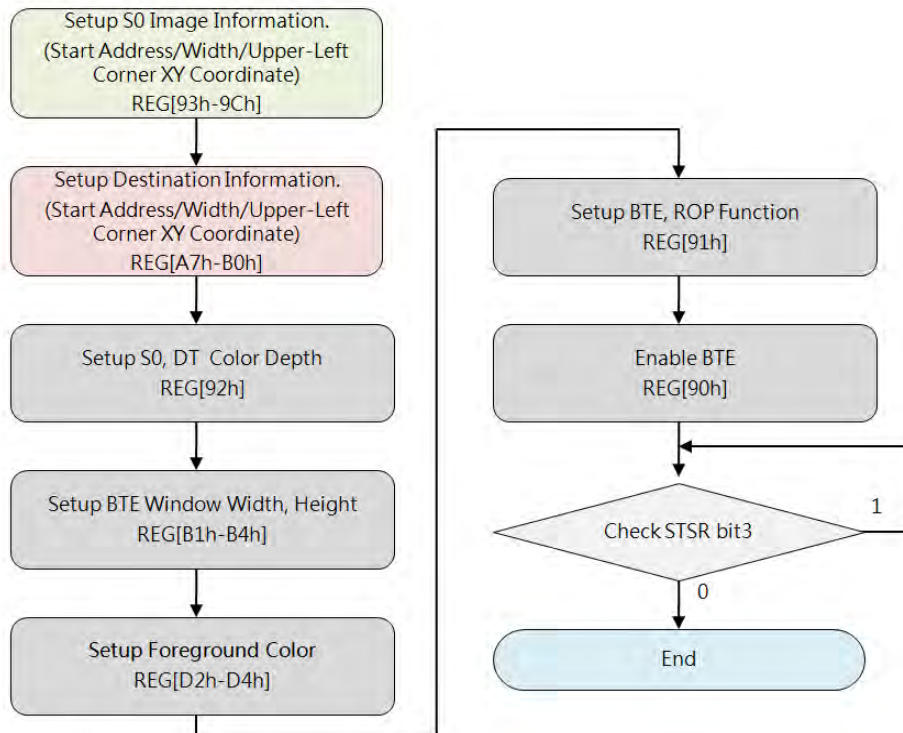 Setup S0 Image Information.
(Start Address/Width/Upper-Left
Corner XY Coordinate)
REG[93h-9Ch]
Setup Destination Information.
(Start Address/Width/Upper-Left
Corner XY Coordinate)
REG[A7h-B0h]
Setup S0, DT Color Depth
REG[92h]
Setup BTE Window Width, Height
REG[B1h-B4h]
Setup Foreground Color
REG[D2h-D4h]
Setup BTE, ROP Function
REG[91h]
Enable BTE
REG[90h]
Check STSR bit3
1
0
End